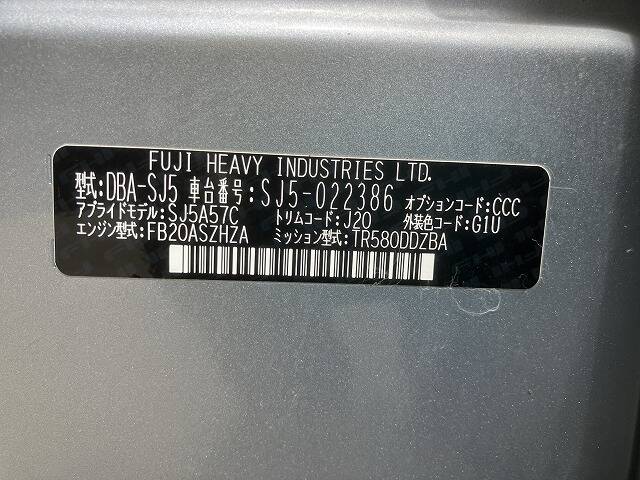 FUJI HEAVY INDUSTRIES LTD.
型式:DBA-SJ5 車台番号:SJ5-022386 オプションコード:CCC
アプライドモデル:SJ5A57C トリムコード:J20 外装色コード:G1U
エンジン型式:FB20ASZHZA ミッション型式:TR580DDZBA